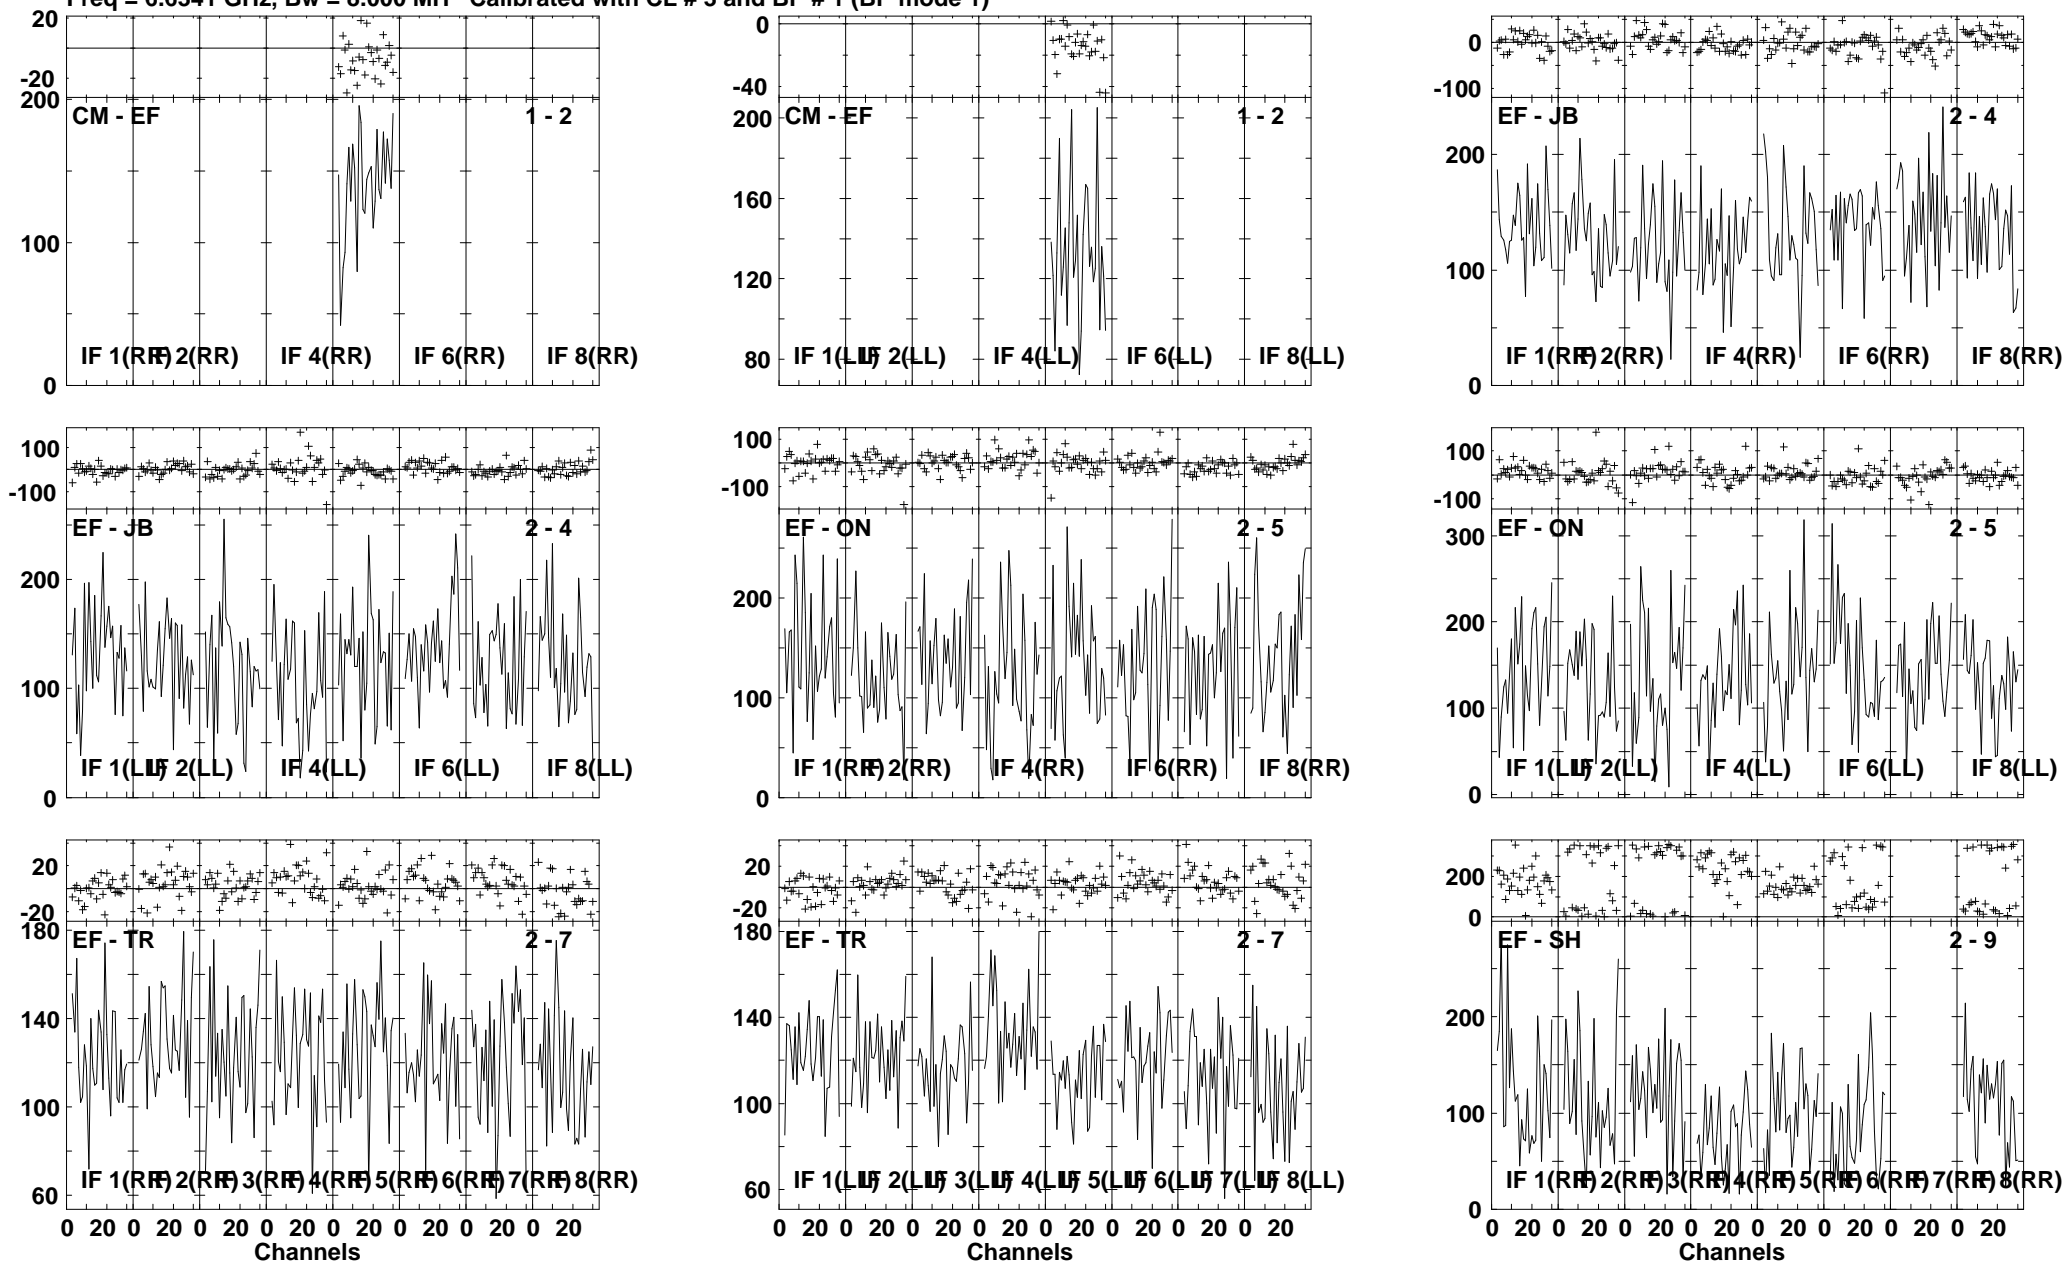 Freq = 6.6541 GHz, Bw = 8.000 MH Calibrated with CL # 3 and BP # 1 (BP mode 1)
20
-20
200
100
0
CM - EF
1 - 2
IF 1(RR) IF 2(RR) IF 4(RR) IF 6(RR) IF 8(RR)
0
-40
200
160
120
80
CM - EF
1 - 2
IF 1(LL) IF 2(LL) IF 4(LL) IF 6(LL) IF 8(LL)
0
-100
200
100
0
EF - JB
2 - 4
IF 1(RR) IF 2(RR) IF 4(RR) IF 6(RR) IF 8(RR)
100
-100
200
100
0
EF - JB
2 - 4
IF 1(LL) IF 2(LL) IF 4(LL) IF 6(LL) IF 8(LL)
100
-100
200
100
0
EF - ON
2 - 5
IF 1(RR) IF 2(RR) IF 4(RR) IF 6(RR) IF 8(RR)
100
-100
300
200
100
0
EF - ON
2 - 5
IF 1(LL) IF 2(LL) IF 4(LL) IF 6(LL) IF 8(LL)
20
-20
180
140
100
60
EF - TR
2 - 7
IF 1(RR) IF 2(RR) IF 3(RR) IF 4(RR) IF 5(RR) IF 6(RR) IF 7(RR) IF 8(RR)
0 20 0 20 0 20 0 20 0 20 0 20 0 20 0 20
Channels
20
-20
180
140
100
60
EF - TR
2 - 7
IF 1(LL) IF 2(LL) IF 3(LL) IF 4(LL) IF 5(LL) IF 6(LL) IF 7(LL) IF 8(LL)
0 20 0 20 0 20 0 20 0 20 0 20 0 20 0 20
Channels
200
0
200
100
0
EF - SH
2 - 9
IF 1(RR) IF 2(RR) IF 3(RR) IF 4(RR) IF 5(RR) IF 6(RR) IF 7(RR) IF 8(RR)
0 20 0 20 0 20 0 20 0 20 0 20 0 20 0 20
Channels